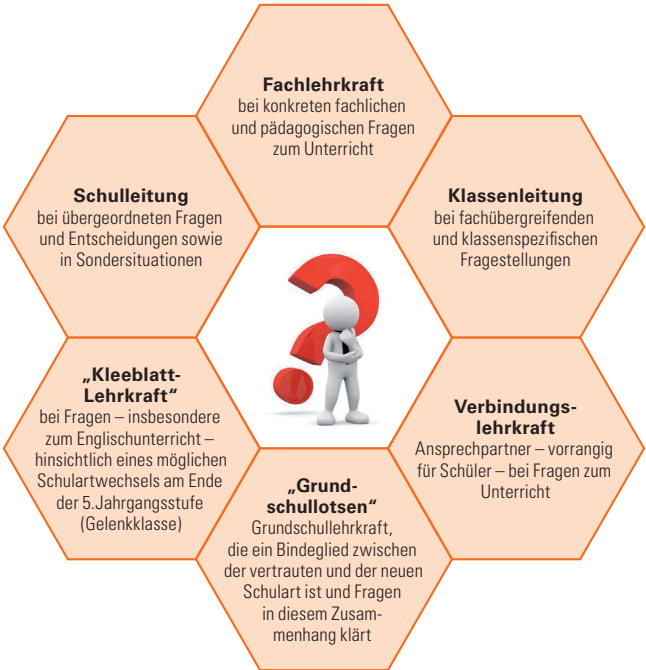 Fachlehrkraft
bei konkreten fachlichen
und pädagogischen Fragen
zum Unterricht
Schulleitung
bei übergeordneten Fragen
und Entscheidungen sowie
in Sondersituationen
Klassenleitung
bei fachübergreifenden
und klassenspezifischen
Fragestellungen
„Kleeblatt-
Lehrkraft“
bei Fragen – insbesondere
zum Englischunterricht –
hinsichtlich eines möglichen
Schulartwechsels am Ende
der 5.Jahrgangsstufe
(Gelenkklasse)
Verbindungs-
lehrkraft
Ansprechpartner – vorrangig
für Schüler – bei Fragen zum
Unterricht
„Grund-
schullotsen“
Grundschullehrkraft,
die ein Bindeglied zwischen
der vertrauten und der neuen
Schulart ist und Fragen
in diesem Zusam-
menhang klärt